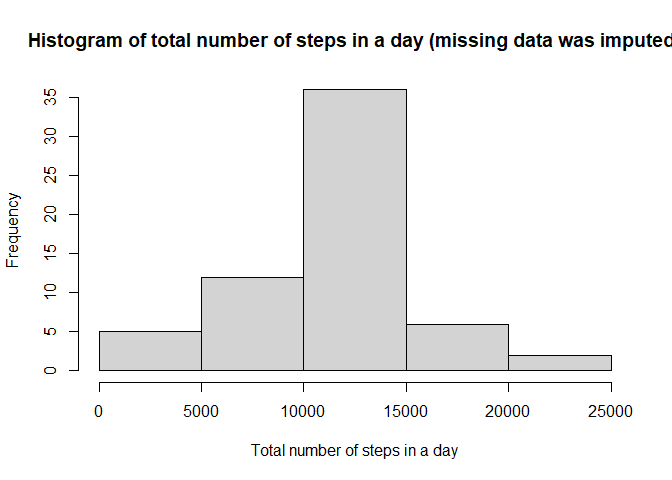 Histogram of total number of steps in a day (missing data was imputed
Frequency
35
30
25
20
15
10
5
0
0 5000 10000 15000 20000 25000
Total number of steps in a day